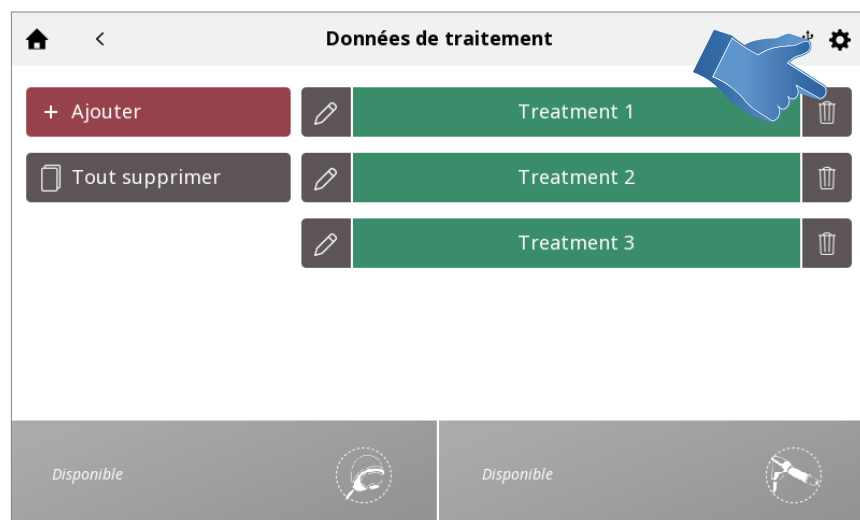 Données de traitement
+ Ajouter
Treatment 1
Tout supprimer
Treatment 2
Treatment 3
Disponible
Disponible